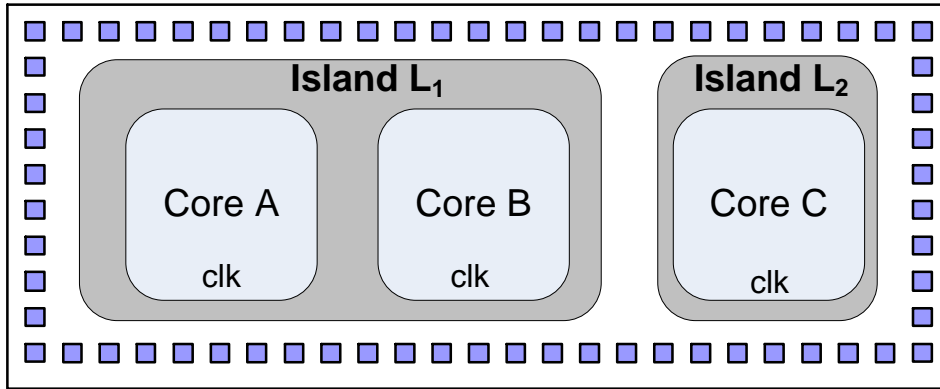 Island L₁
Island L₂
Core A
Core B
Core C
clk
clk
clk